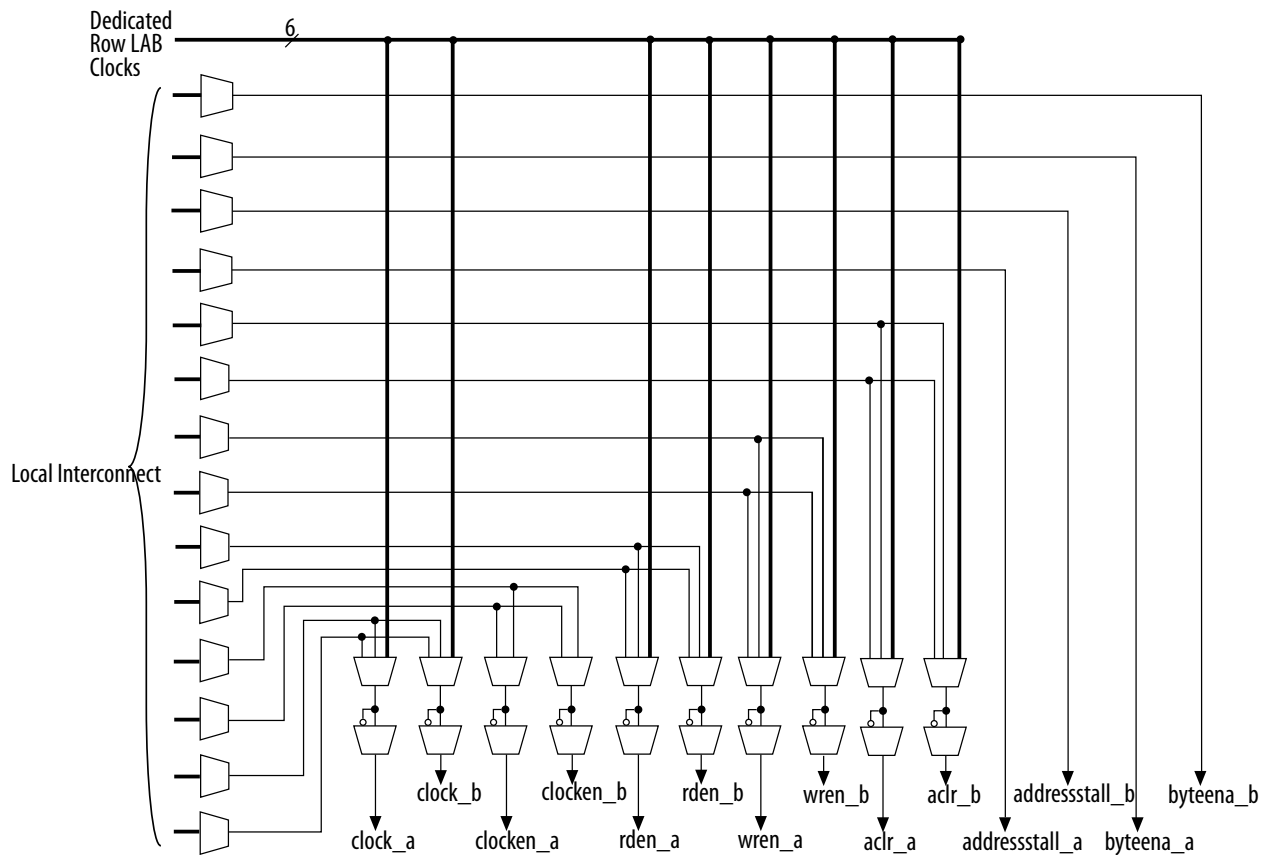 Dedicated
Row LAB
Clocks
6
Local Interconnect
clock_b
clocken_b
rden_b
wren_b
aclr_b
addressstall_b
byteena_b
clock_a
clocken_a
rden_a
wren_a
aclr_a
addressstall_a
byteena_a